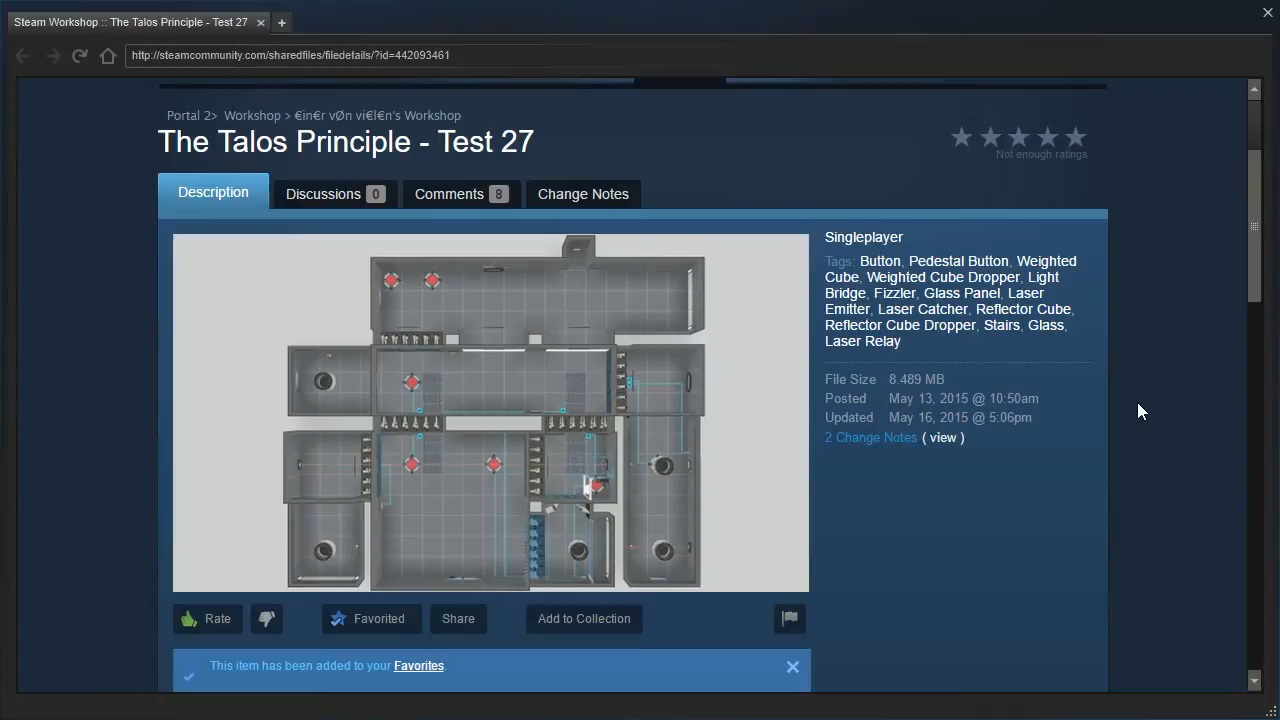 Steam Workshop :: The Talos Principle - Test 27
http://steamcommunity.com/sharedfiles/filedetails/?id=442093461
Portal 2> Workshop > €in€r vØn vi€l€n's Workshop
The Talos Principle - Test 27
Not enough ratings
Description
Discussions 0
Comments 8
Change Notes
Singleplayer
Tags: Button, Pedestal Button, Weighted
Cube, Weighted Cube Dropper, Light
Bridge, Fizzler, Glass Panel, Laser
Emitter, Laser Catcher, Reflector Cube,
Reflector Cube Dropper, Stairs, Glass,
Laser Relay
File Size 8.489 MB
Posted May 13, 2015 @ 10:50am
Updated May 16, 2015 @ 5:06pm
2 Change Notes ( view )
Rate
Favorited
Share
Add to Collection
This item has been added to your Favorites.